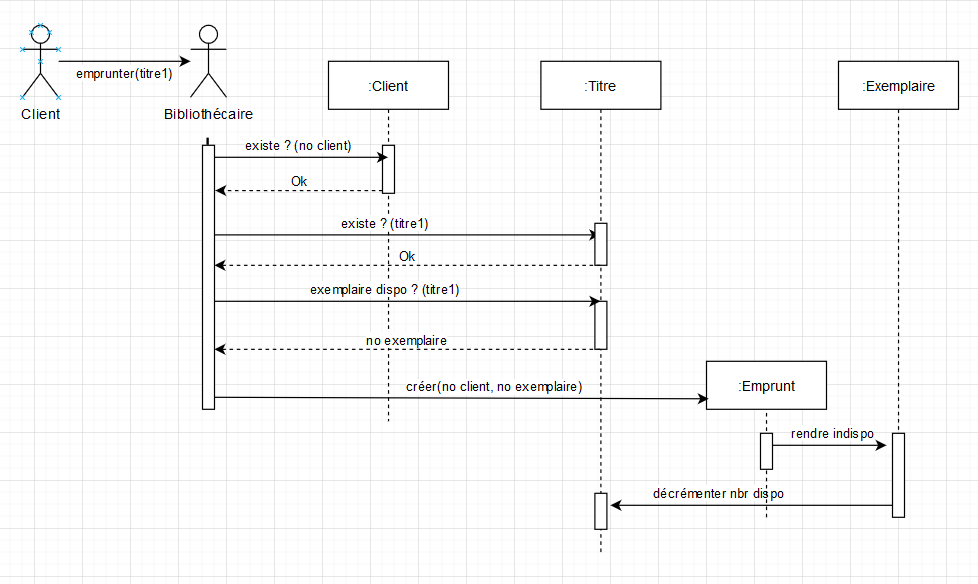 emprunter(titre1)
Client
Bibliothécaire
:Client
:Titre
:Exemplaire
existe ? (no client)
Ok
existe ? (titre1)
Ok
exemplaire dispo ? (titre1)
no exemplaire
créer(no client, no exemplaire)
:Emprunt
rendre indispo
décrémenter nbr dispo